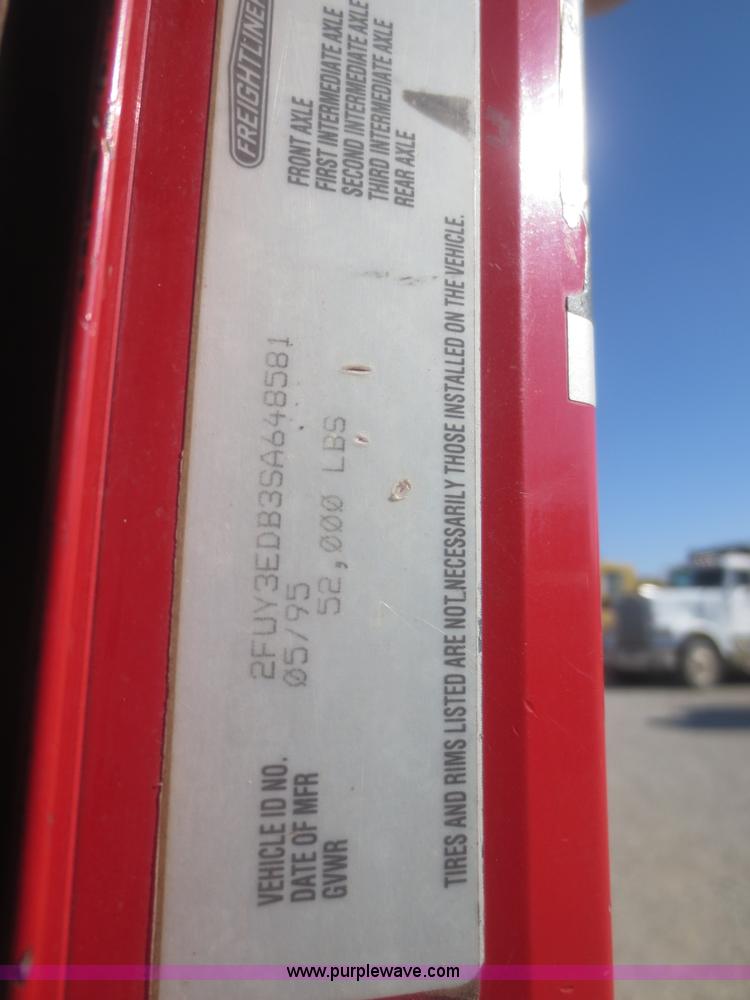 FREIGHTLINER
FRONT AXLE
FIRST INTERMEDIATE AXLE
SECOND INTERMEDIATE AXLE
THIRD INTERMEDIATE AXLE
REAR AXLE
VEHICLE ID NO. 2FUY3EDB3SA648581
DATE OF MFR 05/95
GVWR 52,000 LBS
TIRES AND RIMS LISTED ARE NOT NECESSARILY THOSE INSTALLED ON THE VEHICLE.
www.purplewave.com